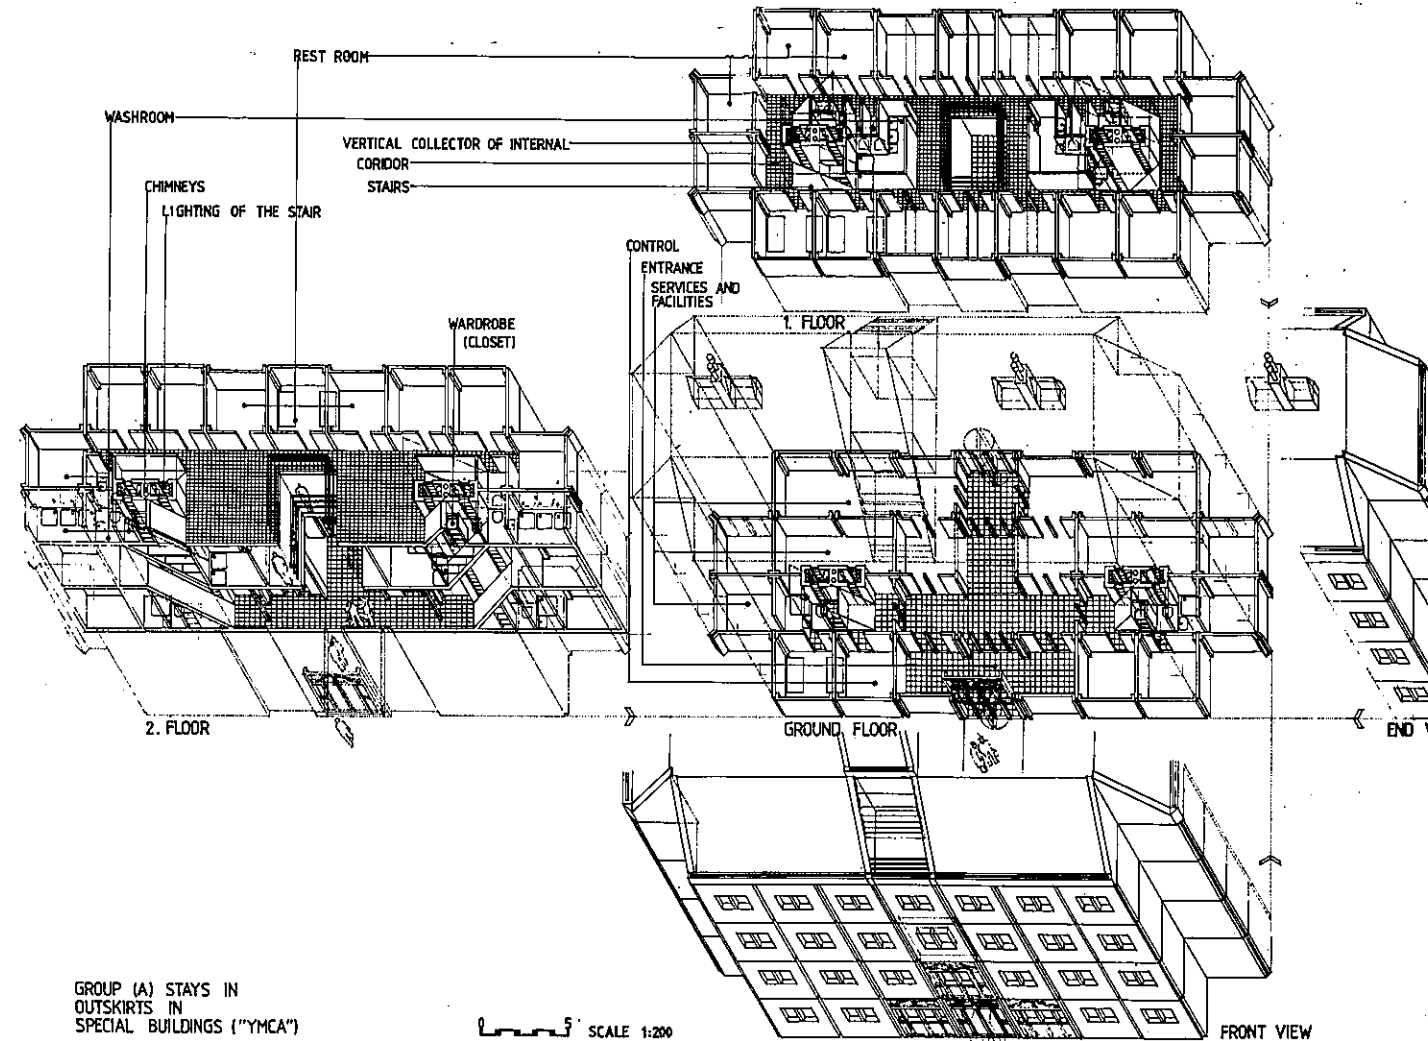 REST ROOM
WASHROOM
VERTICAL COLLECTOR OF INTERNAL
CORIDOR
STAIRS
CHIMNEYS
LIGHTING OF THE STAIR
CONTROL
ENTRANCE
SERVICES AND
FACILITIES
1. FLOOR
WARDROBE
(CLOSET)
2. FLOOR
GROUND FLOOR
END V
GROUP (A) STAYS IN
OUTSKIRTS IN
SPECIAL BUILDINGS ("YMCA")
0 5
SCALE 1:200
FRONT VIEW